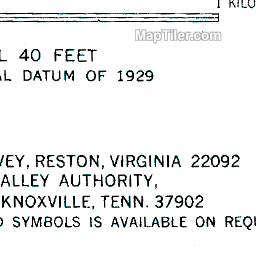 1 KILO
MapTiler.com
L 40 FEET
AL DATUM OF 1929
VEY, RESTON, VIRGINIA 22092
ALLEY AUTHORITY,
KNOXVILLE, TENN. 37902
D SYMBOLS IS AVAILABLE ON REQU